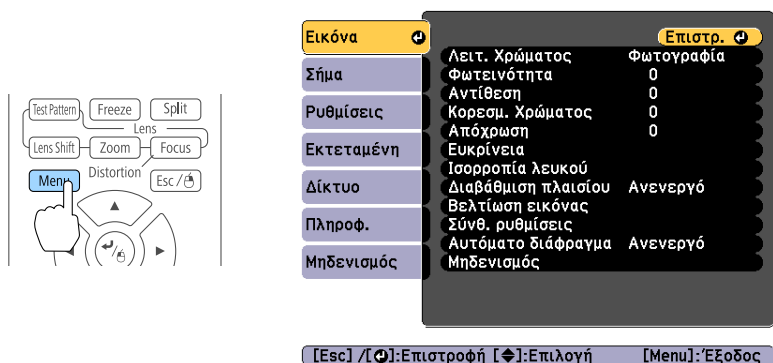 Test Pattern Freeze Split
Lens
Lens Shift Zoom Focus
Distortion
Menu Esc /
Εικόνα
Σήμα
Ρυθμίσεις
Εκτεταμένη
Δίκτυο
Πληροφ.
Μηδενισμός
Επιστρ.
Λειτ. Χρώματος Φωτογραφία
Φωτεινότητα 0
Αντίθεση 0
Κορεσμ. Χρώματος 0
Απόχρωση 0
Ευκρίνεια
Ισορροπία λευκού
Διαβάθμιση πλαισίου Ανενεργό
Βελτίωση εικόνας
Σύνθ. ρυθμίσεις
Αυτόματο διάφραγμα Ανενεργό
Μηδενισμός
[Esc] /[ ]:Επιστροφή [ ]:Επιλογή [Menu]:Έξοδος